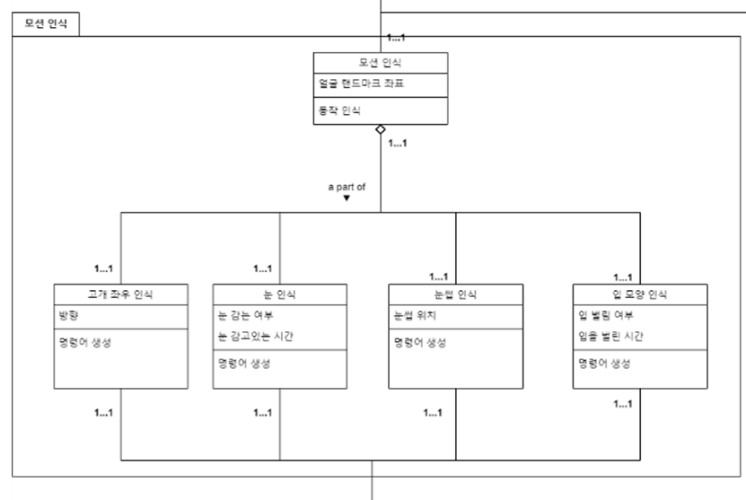 모션 인식
1...1
모션 인식
얼굴 랜드마크 좌표
동작 인식
1...1
a part of
1...1
1...1
1...1
1...1
고개 좌우 인식
방향
명령어 생성
눈 인식
눈 감는 여부
눈 감고있는 시간
명령어 생성
눈썹 인식
눈썹 위치
명령어 생성
입 모양 인식
입 벌림 여부
입을 벌린 시간
명령어 생성
1...1
1...1
1...1
1...1